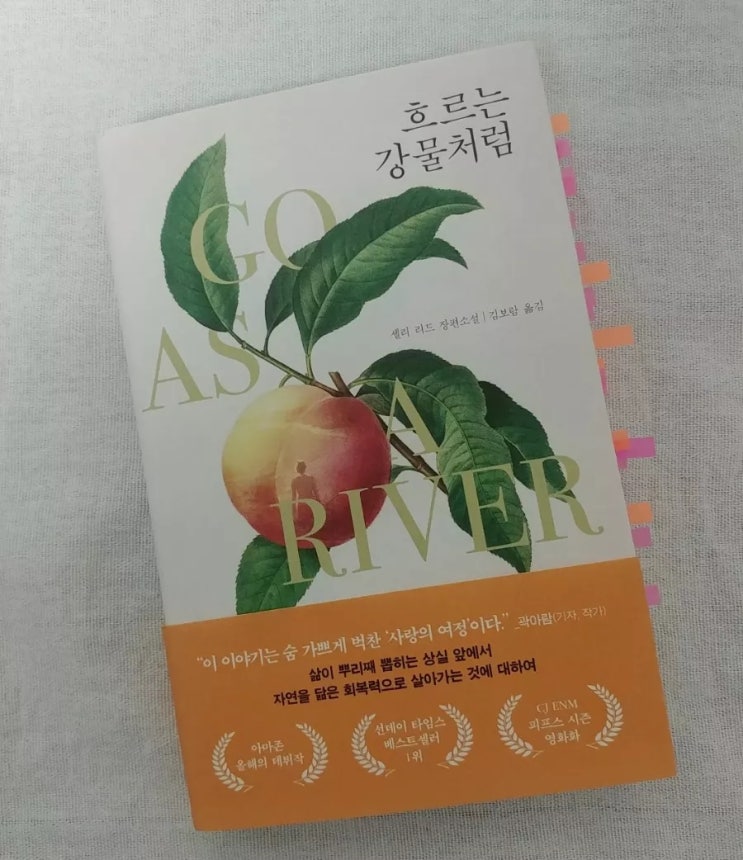 흐르는
강물처럼
GO
AS
A
RIVER
셸리 리드 장편소설 | 김보람 옮김
“이 이야기는 숨 가쁘게 벅찬 ‘사랑의 여정’이다.” _곽아람(기자, 작가)
삶이 뿌리째 뽑히는 상실 앞에서
자연을 닮은 회복력으로 살아가는 것에 대하여
아마존
올해의 데뷔작
선데이 타임스
베스트셀러
1위
CJ ENM
피프스 시즌
영화화